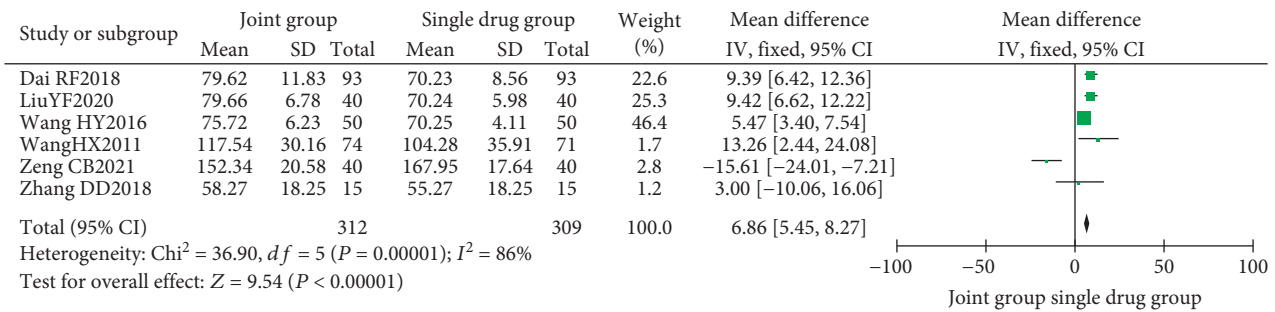 Study or subgroup Joint group Single drug group Weight (%) Mean difference Mean difference
Mean SD Total Mean SD Total IV, fixed, 95% CI IV, fixed, 95% CI
Dai RF2018 79.62 11.83 93 70.23 8.56 93 22.6 9.39 [6.42, 12.36]
LiuYF2020 79.66 6.78 40 70.24 5.98 40 25.3 9.42 [6.62, 12.22]
Wang HY2016 75.72 6.23 50 70.25 4.11 50 46.4 5.47 [3.40, 7.54]
WangHX2011 117.54 30.16 74 104.28 35.91 71 1.7 13.26 [2.44, 24.08]
Zeng CB2021 152.34 20.58 40 167.95 17.64 40 2.8 −15.61 [−24.01, −7.21]
Zhang DD2018 58.27 18.25 15 55.27 18.25 15 1.2 3.00 [−10.06, 16.06]
Total (95% CI) 312 309 100.0 6.86 [5.45, 8.27]
Heterogeneity: Chi² = 36.90, df = 5 (P = 0.00001); I² = 86%
Test for overall effect: Z = 9.54 (P < 0.00001)
−100 −50 0 50 100
Joint group single drug group